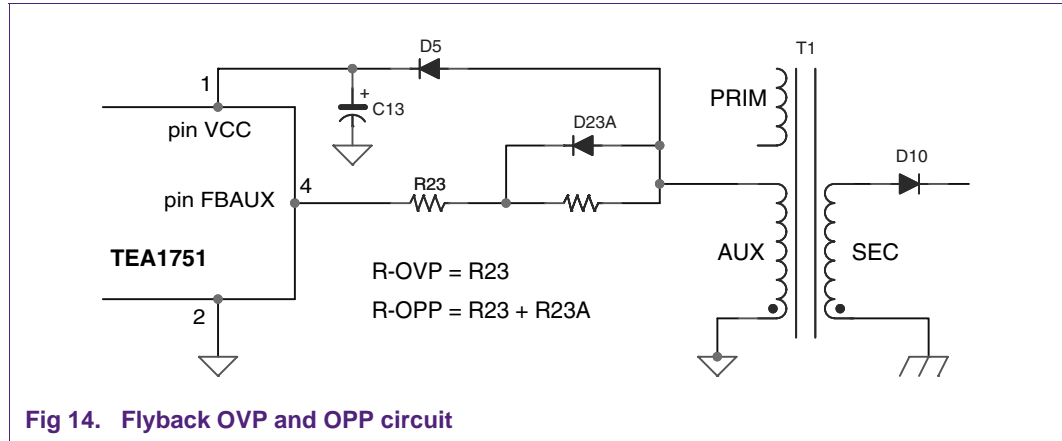 T1
D5
1
+
PRIM
C13
pin VCC
D23A
D10
4
R23
pin FBAUX
TEA1751
AUX
SEC
R-OVP = R23
R-OPP = R23 + R23A
2
Fig 14. Flyback OVP and OPP circuit